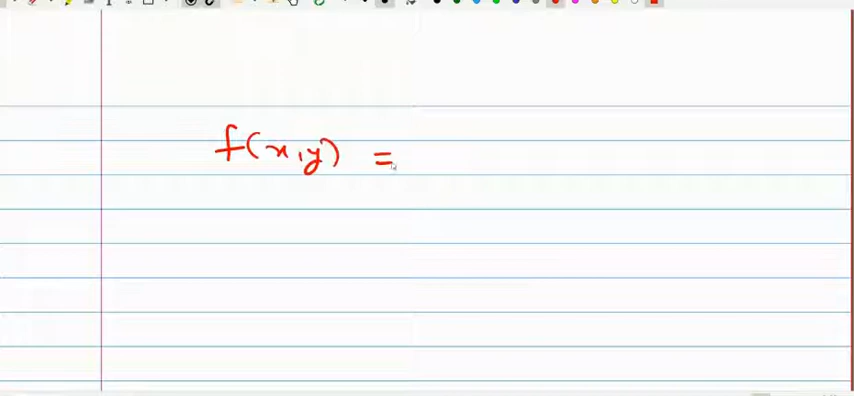 f(x,y) =